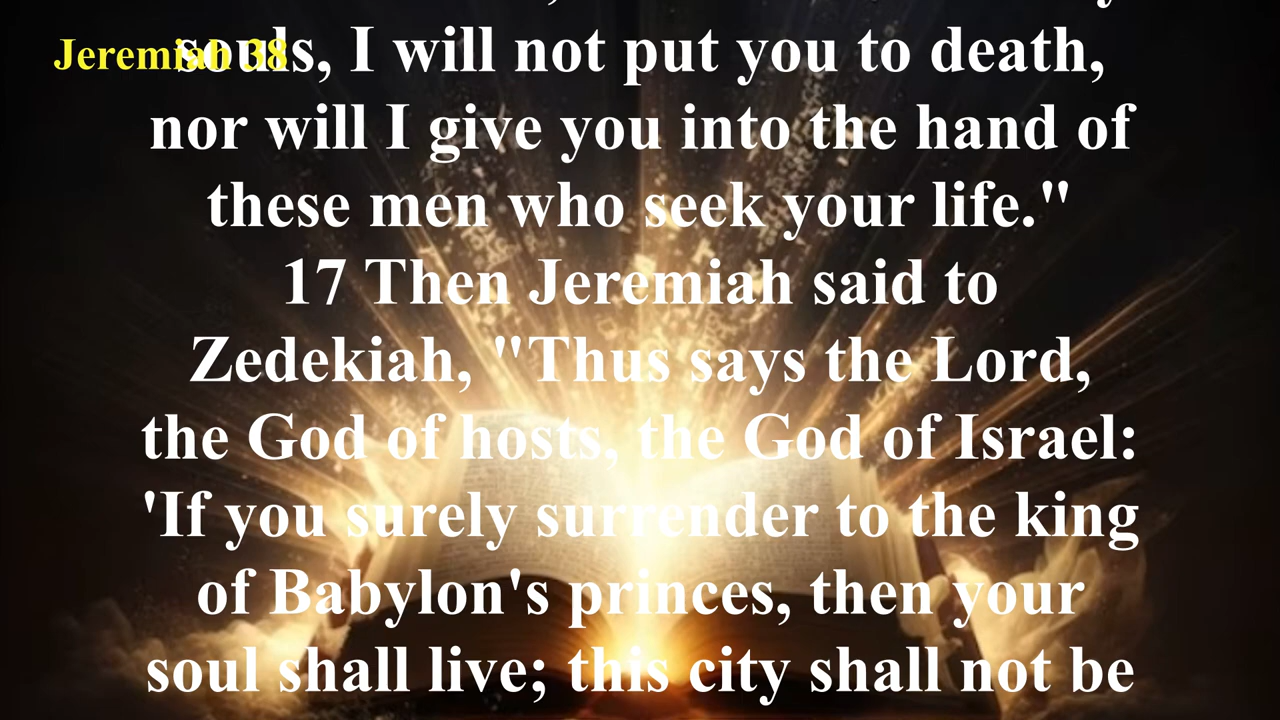 Jeremiah 38
souls, I will not put you to death,
nor will I give you into the hand of
these men who seek your life."
17 Then Jeremiah said to
Zedekiah, "Thus says the Lord,
the God of hosts, the God of Israel:
'If you surely surrender to the king
of Babylon's princes, then your
soul shall live; this city shall not be